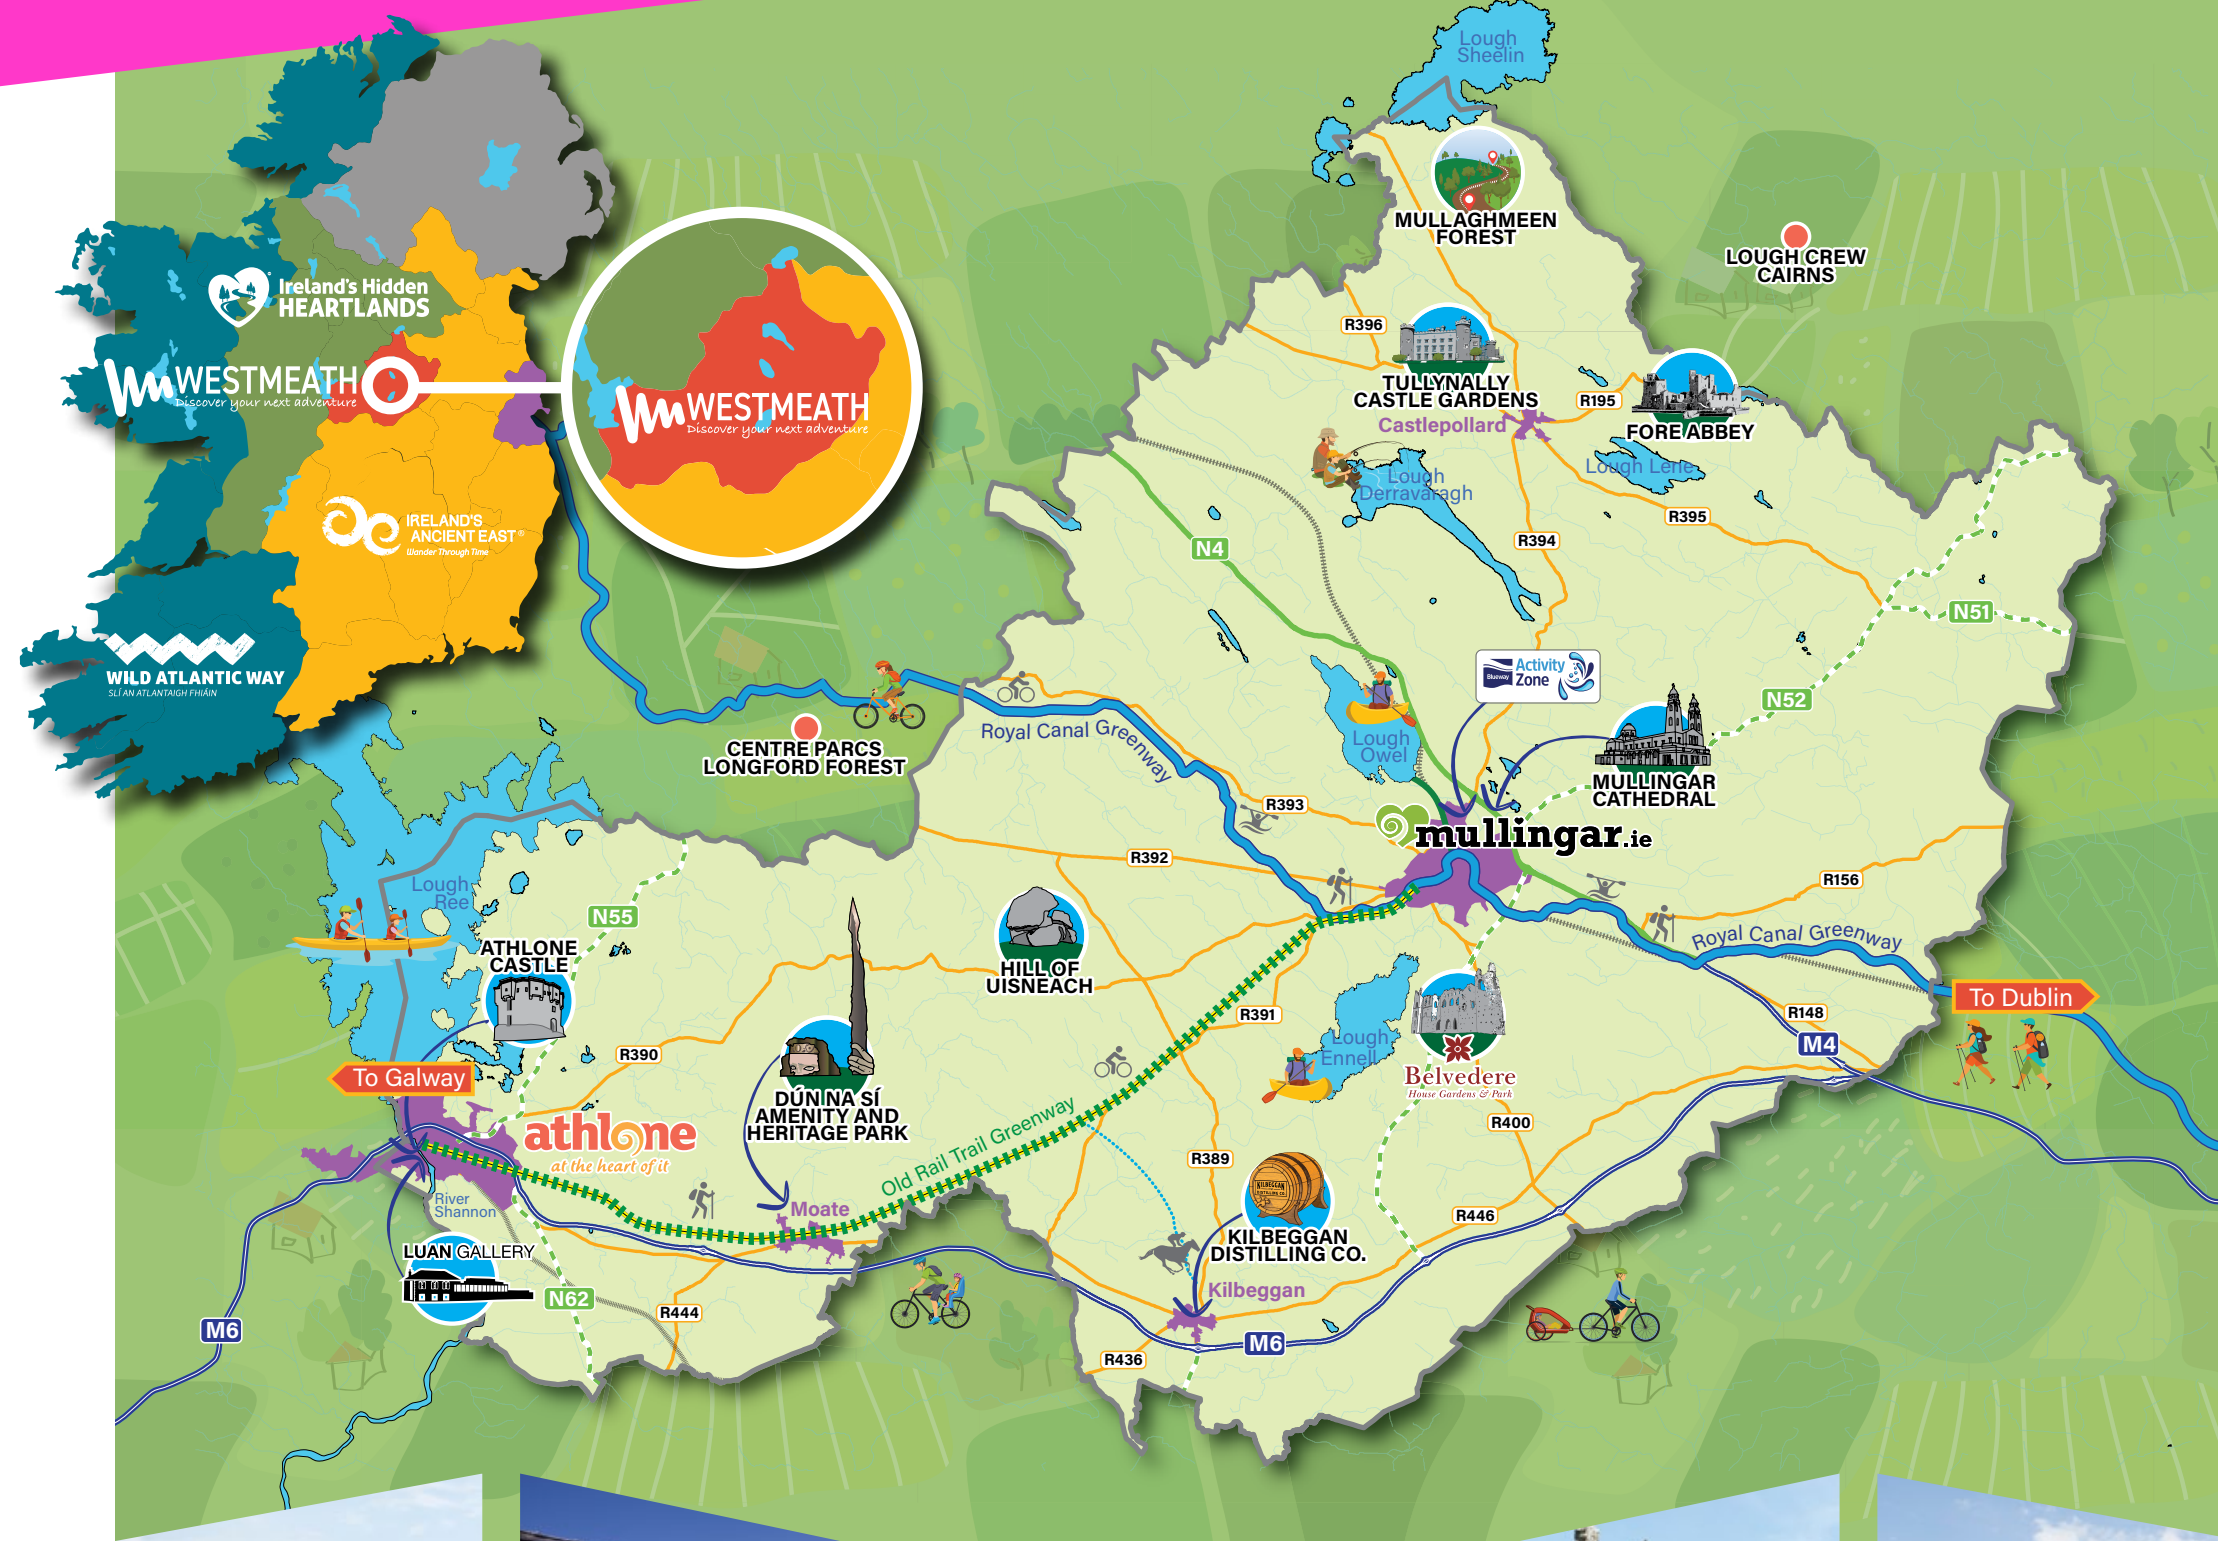 Lough
Sheelin
MULLAGHMEEN
FOREST
LOUGH CREW
CAIRNS
Ireland's Hidden
HEARTLANDS
WESTMEATH
Discover your next adventure
WESTMEATH
Discover your next adventure
IRELAND'S
ANCIENT EAST®
Wander Through Time
WILD ATLANTIC WAY
SLÍ AN ATLANTAIGH FHIÁIN
R396
TULLYNALLY
CASTLE GARDENS
Castlepollard
R195
FORE ABBEY
Lough Lene
Lough
Derravaragh
R395
R394
N4
N51
N52
Blueway
Activity
Zone
MULLINGAR
CATHEDRAL
CENTRE PARCS
LONGFORD FOREST
Royal Canal Greenway
Lough
Owel
R393
mullingar.ie
R392
R156
Royal Canal Greenway
To Dublin
Lough
Ree
N55
ATHLONE
CASTLE
HILL OF
UISNEACH
R391
Lough
Ennell
Belvedere
House Gardens & Park
R148
M4
R390
To Galway
DÚN NA SÍ
AMENITY AND
HERITAGE PARK
athlone
at the heart of it
Old Rail Trail Greenway
R400
R389
KILBEGGAN
DISTILLING CO.
KILBEGGAN
DISTILLING CO.
Kilbeggan
R446
River
Shannon
Moate
LUAN GALLERY
N62
R444
M6
M6
R436